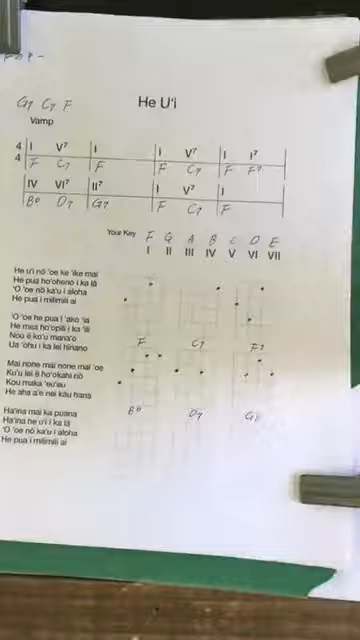 G7 C7 F
He U'i
Vamp
4 I V7 I I V7 I I7
4 F C7 F F C7 F F7
IV VI7 II7 I V7 I
Bb D7 G7 F C7 F
Your Key F G A B C D E
I II III IV V VI VII
He u'i nō 'oe ke 'ike mai
He pua ho'oheno i ka lā
'O 'oe nō ka'u i aloha
He pua i milimili ai
'O 'oe he pua i 'ako 'ia
He mea ho'opili i ka 'ili
Nou ē ko'u mana'o
Ua 'ohu i ka lei hīnano
F C7 F7
Mai none mai none mai 'oe
Ku'u lei ē ho'okahi nō
Kou maka 'eu'eu
He aha a'e nei kāu hana
Bb D7 G7
Ha'ina mai ka puana
Ha'ina he u'i i ka lā
'O 'oe nō ka'u i aloha
He pua i milimili ai